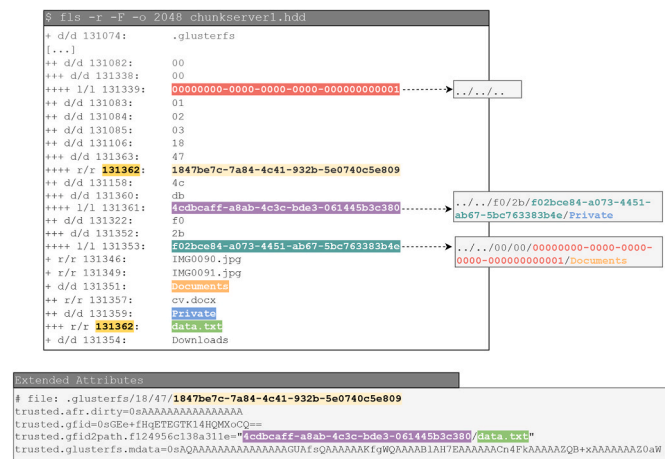 $ fls -r -F -o 2048 chunkserver1.hdd
+ d/d 131074: .glusterfs
[...]
++ d/d 131082: 00
+++ d/d 131338: 00
++++ l/l 131339: 00000000-0000-0000-0000-000000000001
../../..
++ d/d 131083: 01
++ d/d 131084: 02
++ d/d 131085: 03
++ d/d 131106: 18
+++ d/d 131363: 47
++++ r/r 131362: 1847be7c-7a84-4c41-932b-5e0740c5e809
++ d/d 131158: 4c
+++ d/d 131360: db
++++ l/l 131361: 4cdbcaff-a8ab-4c3c-bde3-061445b3c380
../../f0/2b/f02bce84-a073-4451-
ab67-5bc763383b4e/Private
++ d/d 131322: f0
+++ d/d 131352: 2b
++++ l/l 131353: f02bce84-a073-4451-ab67-5bc763383b4e
../../00/00/00000000-0000-0000-
0000-000000000001/Documents
+ r/r 131346: IMG0090.jpg
+ r/r 131349: IMG0091.jpg
+ d/d 131351: Documents
++ r/r 131357: cv.docx
++ d/d 131359: Private
+++ r/r 131362: data.txt
+ d/d 131354: Downloads
Extended Attributes
# file: .glusterfs/18/47/1847be7c-7a84-4c41-932b-5e0740c5e809
trusted.afr.dirty=0sAAAAAAAAAAAAAAAA
trusted.gfid=0sGEe+fHqETEGTK14HQMXoCQ==
trusted.gfid2path.f124956c138a311e="4cdbcaff-a8ab-4c3c-bde3-061445b3c380/data.txt"